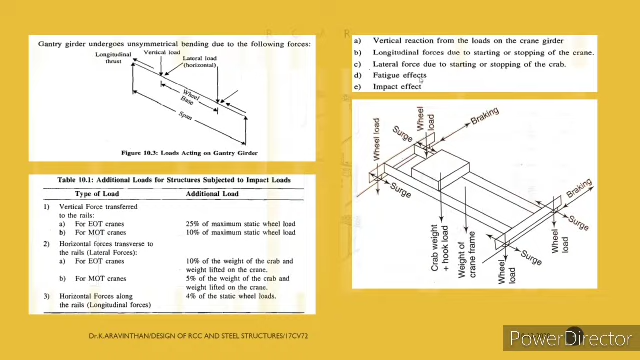 Gantry girder undergoes unsymmetrical bending due to the following forces:
Longitudinal thrust
Vertical load
Lateral load (horizontal)
Wheel Base
Span
Figure 10.3: Loads Acting on Gantry Girder
Table 10.1: Additional Loads for Structures Subjected to Impact Loads
Type of Load Additional Load
1) Vertical Force transferred
to the rails:
a) For EOT cranes 25% of maximum static wheel load
b) For MOT cranes 10% of maximum static wheel load
2) Horizontal forces transverse to
the rails (Lateral Forces):
a) For EOT cranes 10% of the weight of the crab and
weight lifted on the crane.
b) For MOT cranes 5% of the weight of the crab and
weight lifted on the crane.
3) Horizontal Forces along 4% of the static wheel loads.
the rails (Longitudinal forces)
a) Vertical reaction from the loads on the crane girder
b) Longitudinal forces due to starting or stopping of the crane.
c) Lateral force due to starting or stopping of the crab.
d) Fatigue effects
e) Impact effect
Wheel load
Surge
Wheel load
Braking
Surge
Braking
Surge
Wheel load
Surge
Wheel load
Crab weight + hook load
Weight of crane frame
Dr.K.ARAVINTHAN/DESIGN OF RCC AND STEEL STRUCTURES/17CV72
PowerDirector